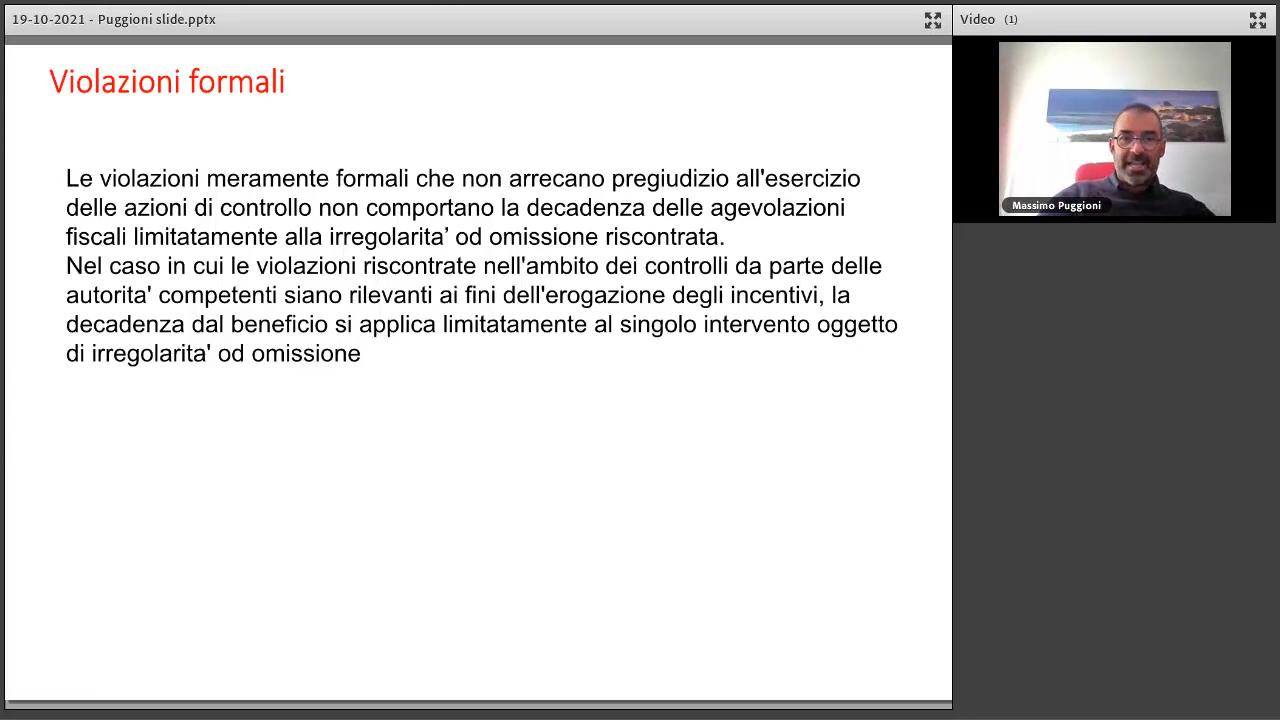 19-10-2021 - Puggioni slide.pptx
Video (1)
Violazioni formali
Le violazioni meramente formali che non arrecano pregiudizio all'esercizio
delle azioni di controllo non comportano la decadenza delle agevolazioni
fiscali limitatamente alla irregolarita’ od omissione riscontrata.
Nel caso in cui le violazioni riscontrate nell'ambito dei controlli da parte delle
autorita' competenti siano rilevanti ai fini dell'erogazione degli incentivi, la
decadenza dal beneficio si applica limitatamente al singolo intervento oggetto
di irregolarita' od omissione
Massimo Puggioni